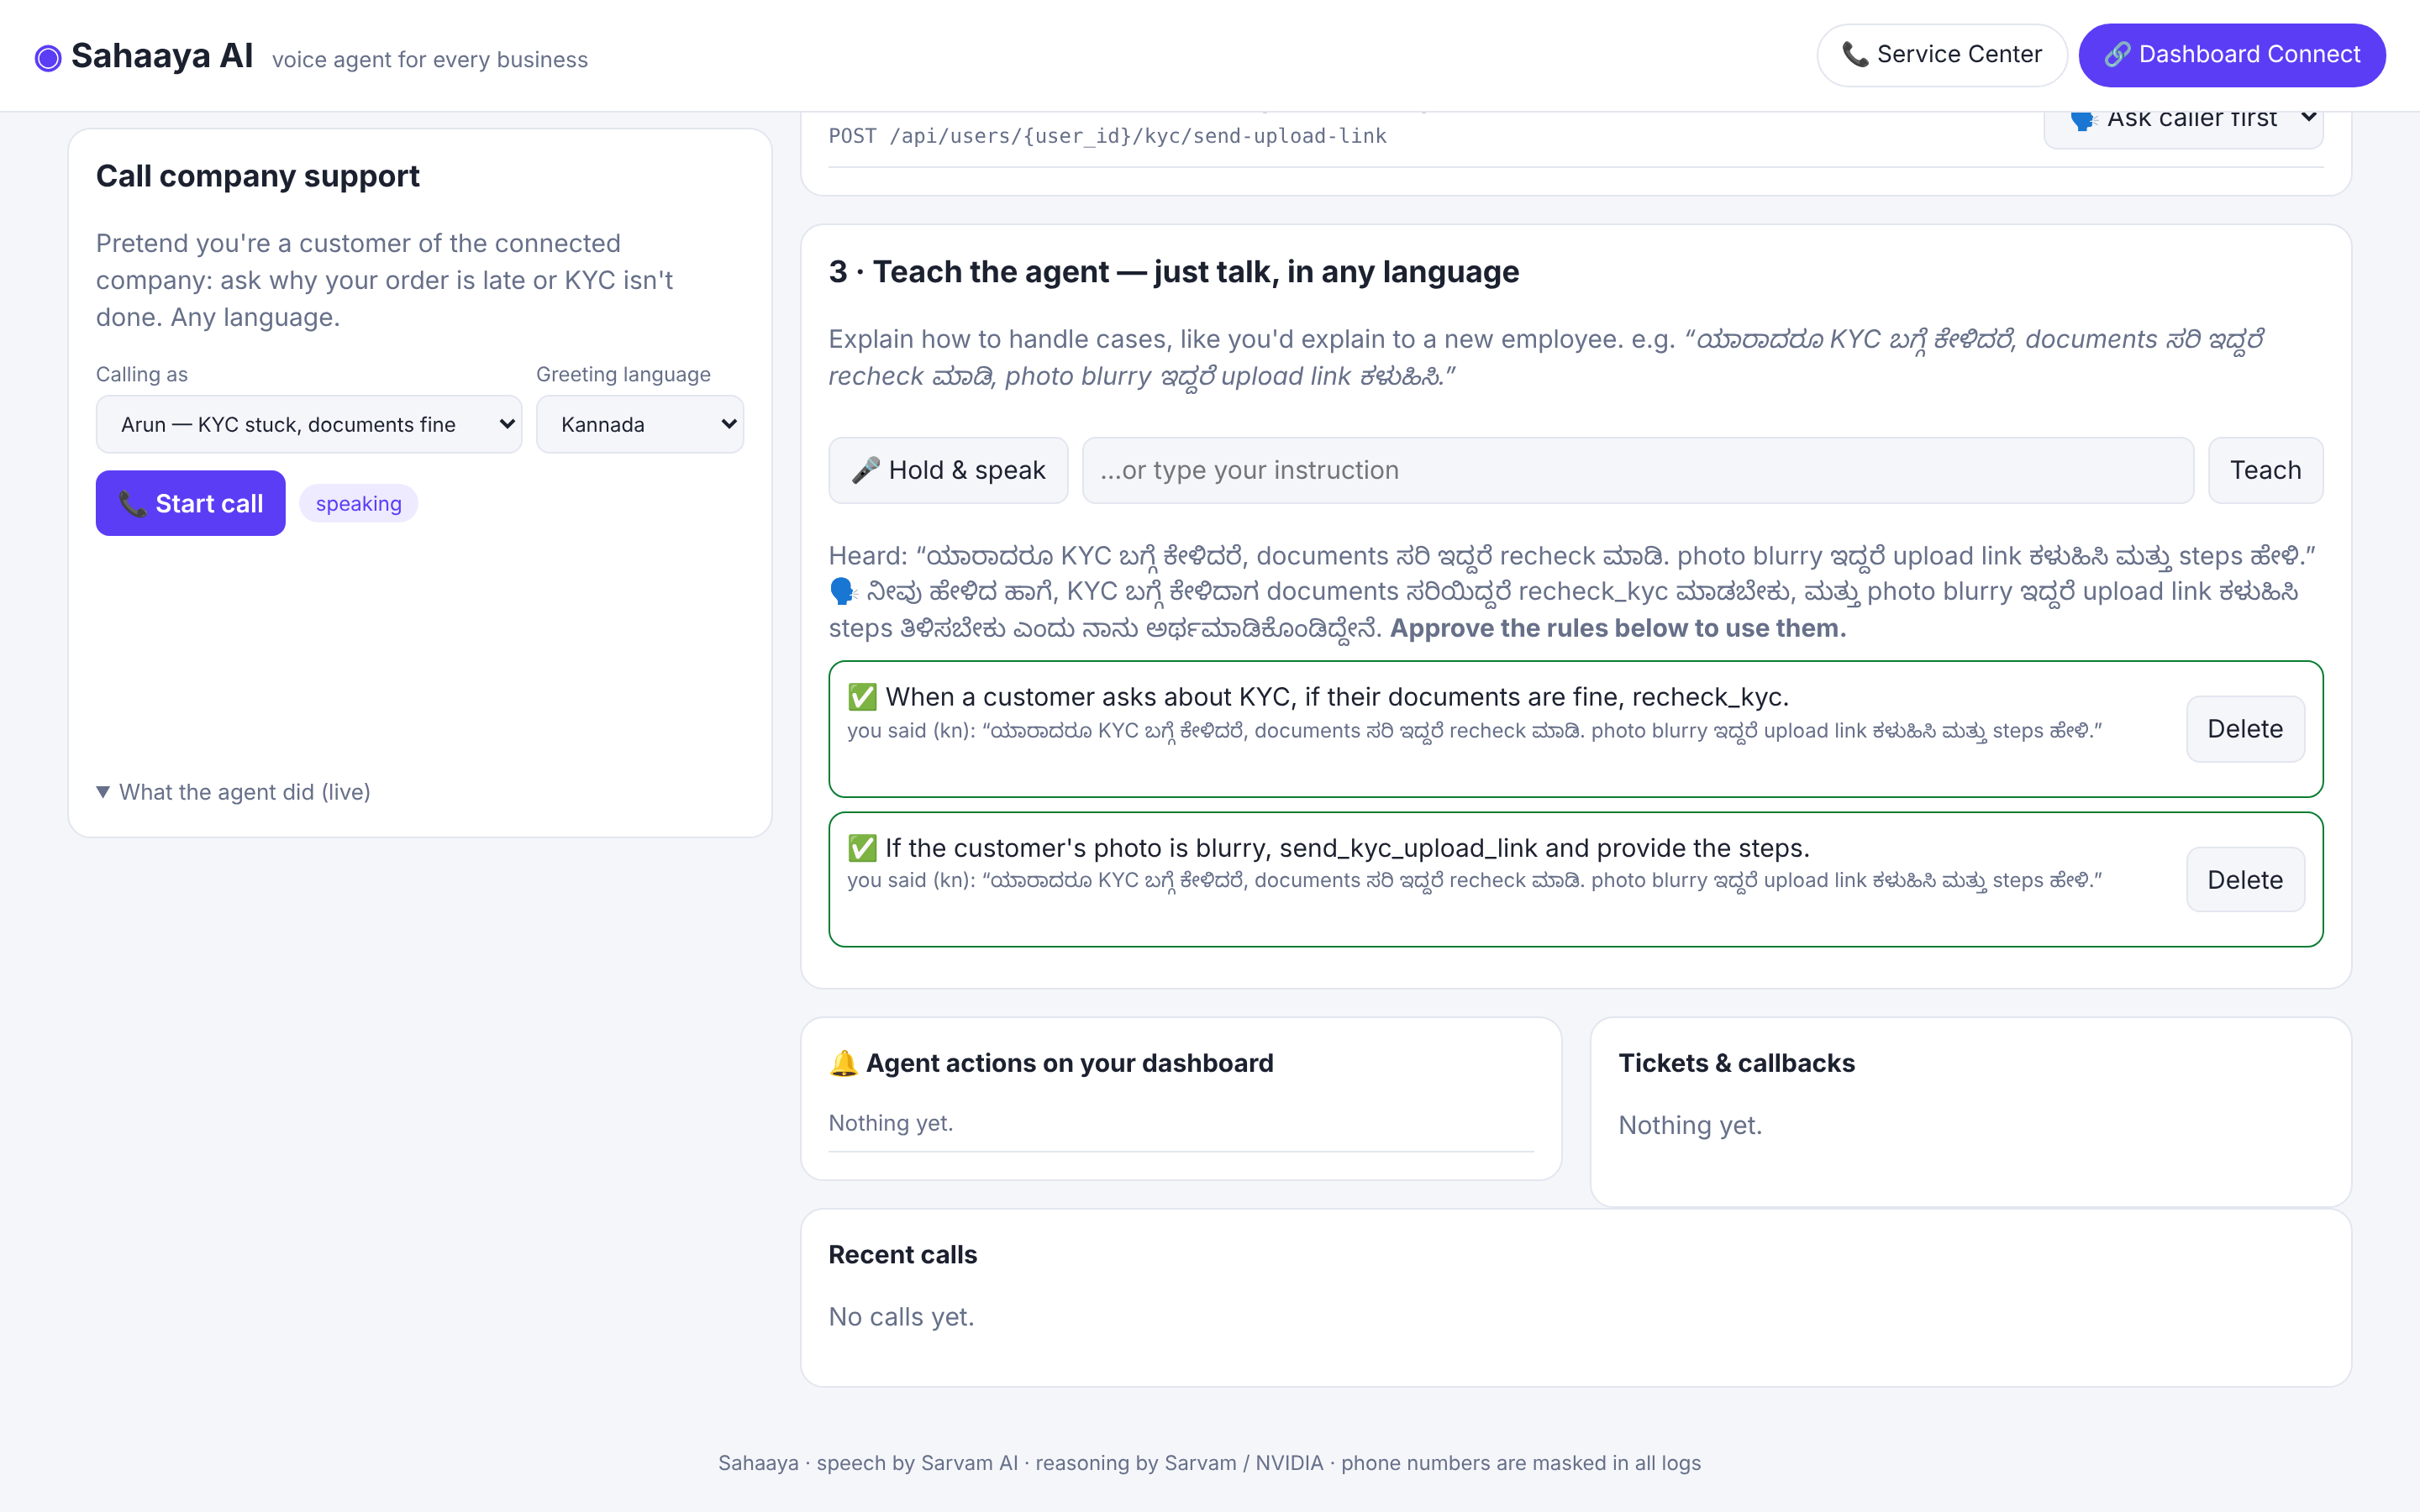 Sahaaya AI voice agent for every business
📞 Service Center
🔗 Dashboard Connect
Call company support
Pretend you're a customer of the connected
company: ask why your order is late or KYC isn't
done. Any language.
Calling as
Greeting language
Arun — KYC stuck, documents fine
Kannada
📞 Start call
speaking
▼ What the agent did (live)
POST /api/users/{user_id}/kyc/send-upload-link
🗣️ Ask caller first
3 · Teach the agent — just talk, in any language
Explain how to handle cases, like you'd explain to a new employee. e.g. “ಯಾರಾದರೂ KYC ಬಗ್ಗೆ ಕೇಳಿದರೆ, documents ಸರಿ ಇದ್ದರೆ
recheck ಮಾಡಿ, photo blurry ಇದ್ದರೆ upload link ಕಳುಹಿಸಿ.”
🎤 Hold & speak
...or type your instruction
Teach
Heard: “ಯಾರಾದರೂ KYC ಬಗ್ಗೆ ಕೇಳಿದರೆ, documents ಸರಿ ಇದ್ದರೆ recheck ಮಾಡಿ. photo blurry ಇದ್ದರೆ upload link ಕಳುಹಿಸಿ ಮತ್ತು steps ಹೇಳಿ.”
🗣️ ನೀವು ಹೇಳಿದ ಹಾಗೆ, KYC ಬಗ್ಗೆ ಕೇಳಿದಾಗ documents ಸರಿಯಿದ್ದರೆ recheck_kyc ಮಾಡಬೇಕು, ಮತ್ತು photo blurry ಇದ್ದರೆ upload link ಕಳುಹಿಸಿ
steps ತಿಳಿಸಬೇಕು ಎಂದು ನಾನು ಅರ್ಥಮಾಡಿಕೊಂಡಿದ್ದೇನೆ. Approve the rules below to use them.
✅ When a customer asks about KYC, if their documents are fine, recheck_kyc.
you said (kn): “ಯಾರಾದರೂ KYC ಬಗ್ಗೆ ಕೇಳಿದರೆ, documents ಸರಿ ಇದ್ದರೆ recheck ಮಾಡಿ. photo blurry ಇದ್ದರೆ upload link ಕಳುಹಿಸಿ ಮತ್ತು steps ಹೇಳಿ.”
Delete
✅ If the customer's photo is blurry, send_kyc_upload_link and provide the steps.
you said (kn): “ಯಾರಾದರೂ KYC ಬಗ್ಗೆ ಕೇಳಿದರೆ, documents ಸರಿ ಇದ್ದರೆ recheck ಮಾಡಿ. photo blurry ಇದ್ದರೆ upload link ಕಳುಹಿಸಿ ಮತ್ತು steps ಹೇಳಿ.”
Delete
🔔 Agent actions on your dashboard
Nothing yet.
Tickets & callbacks
Nothing yet.
Recent calls
No calls yet.
Sahaaya · speech by Sarvam AI · reasoning by Sarvam / NVIDIA · phone numbers are masked in all logs